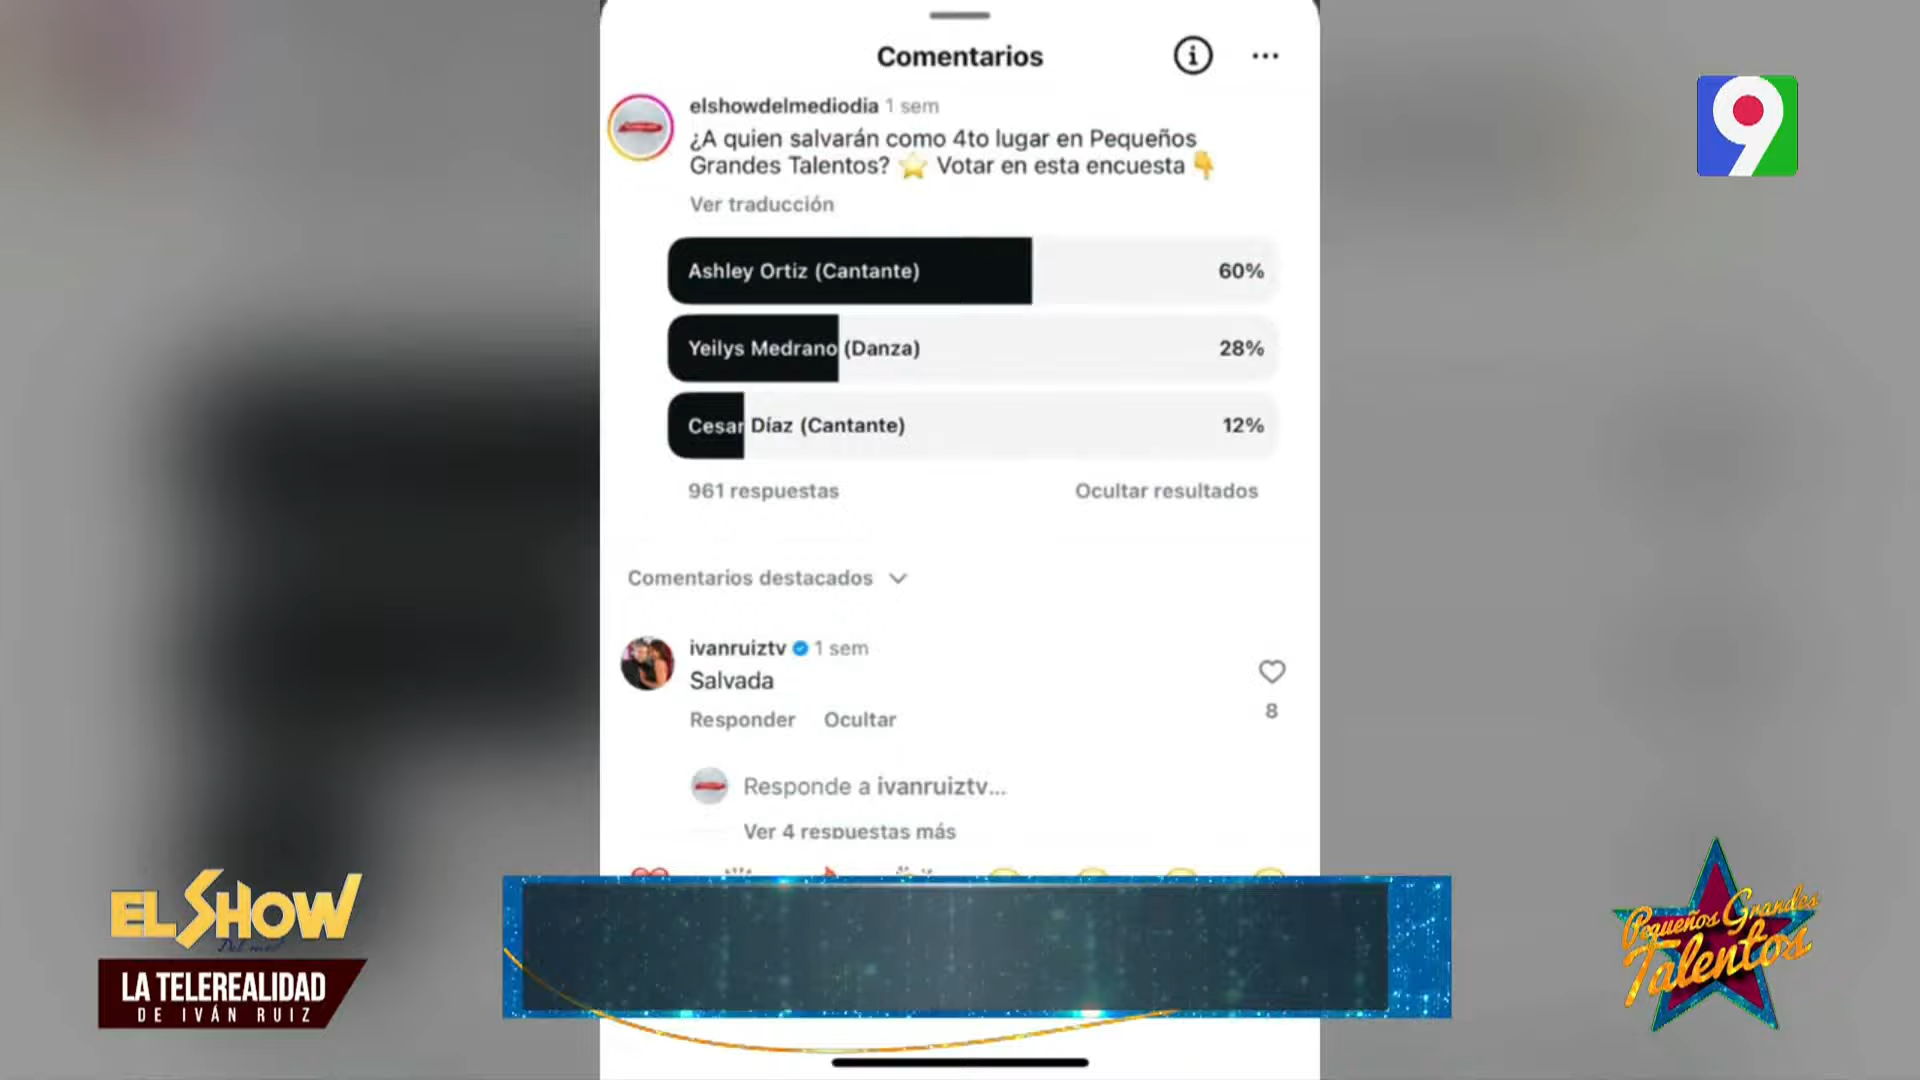 Comentarios
elshowdelmediodia 1 sem
¿A quien salvarán como 4to lugar en Pequeños
Grandes Talentos? ⭐ Votar en esta encuesta 👇
Ver traducción
Ashley Ortiz (Cantante) 60%
Yeilys Medrano (Danza) 28%
Cesar Díaz (Cantante) 12%
961 respuestas Ocultar resultados
Comentarios destacados
ivanruiztv 1 sem
Salvada
Responder Ocultar
8
Responde a ivanruiztv...
Ver 4 respuestas más
9
EL SHOW
LA TELEREALIDAD
DE IVÁN RUIZ
Pequeños Grandes
Talentos